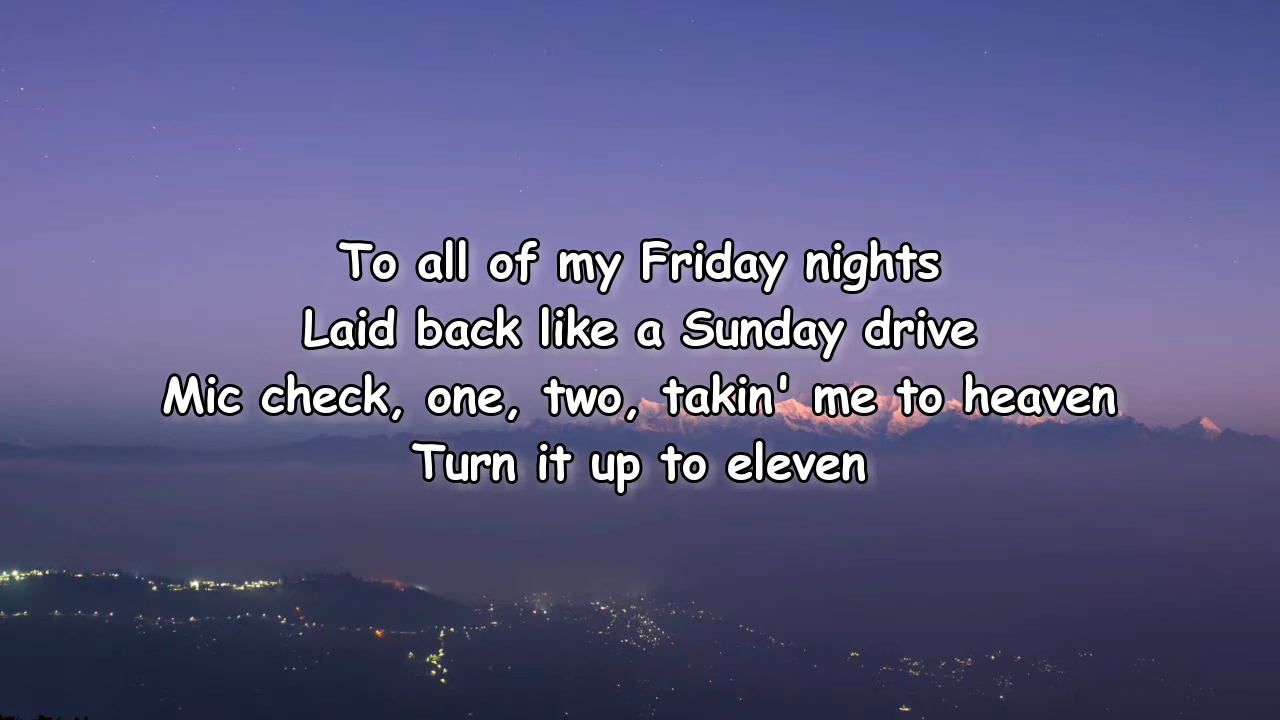 To all of my Friday nights
Laid back like a Sunday drive
Mic check, one, two, takin' me to heaven
Turn it up to eleven